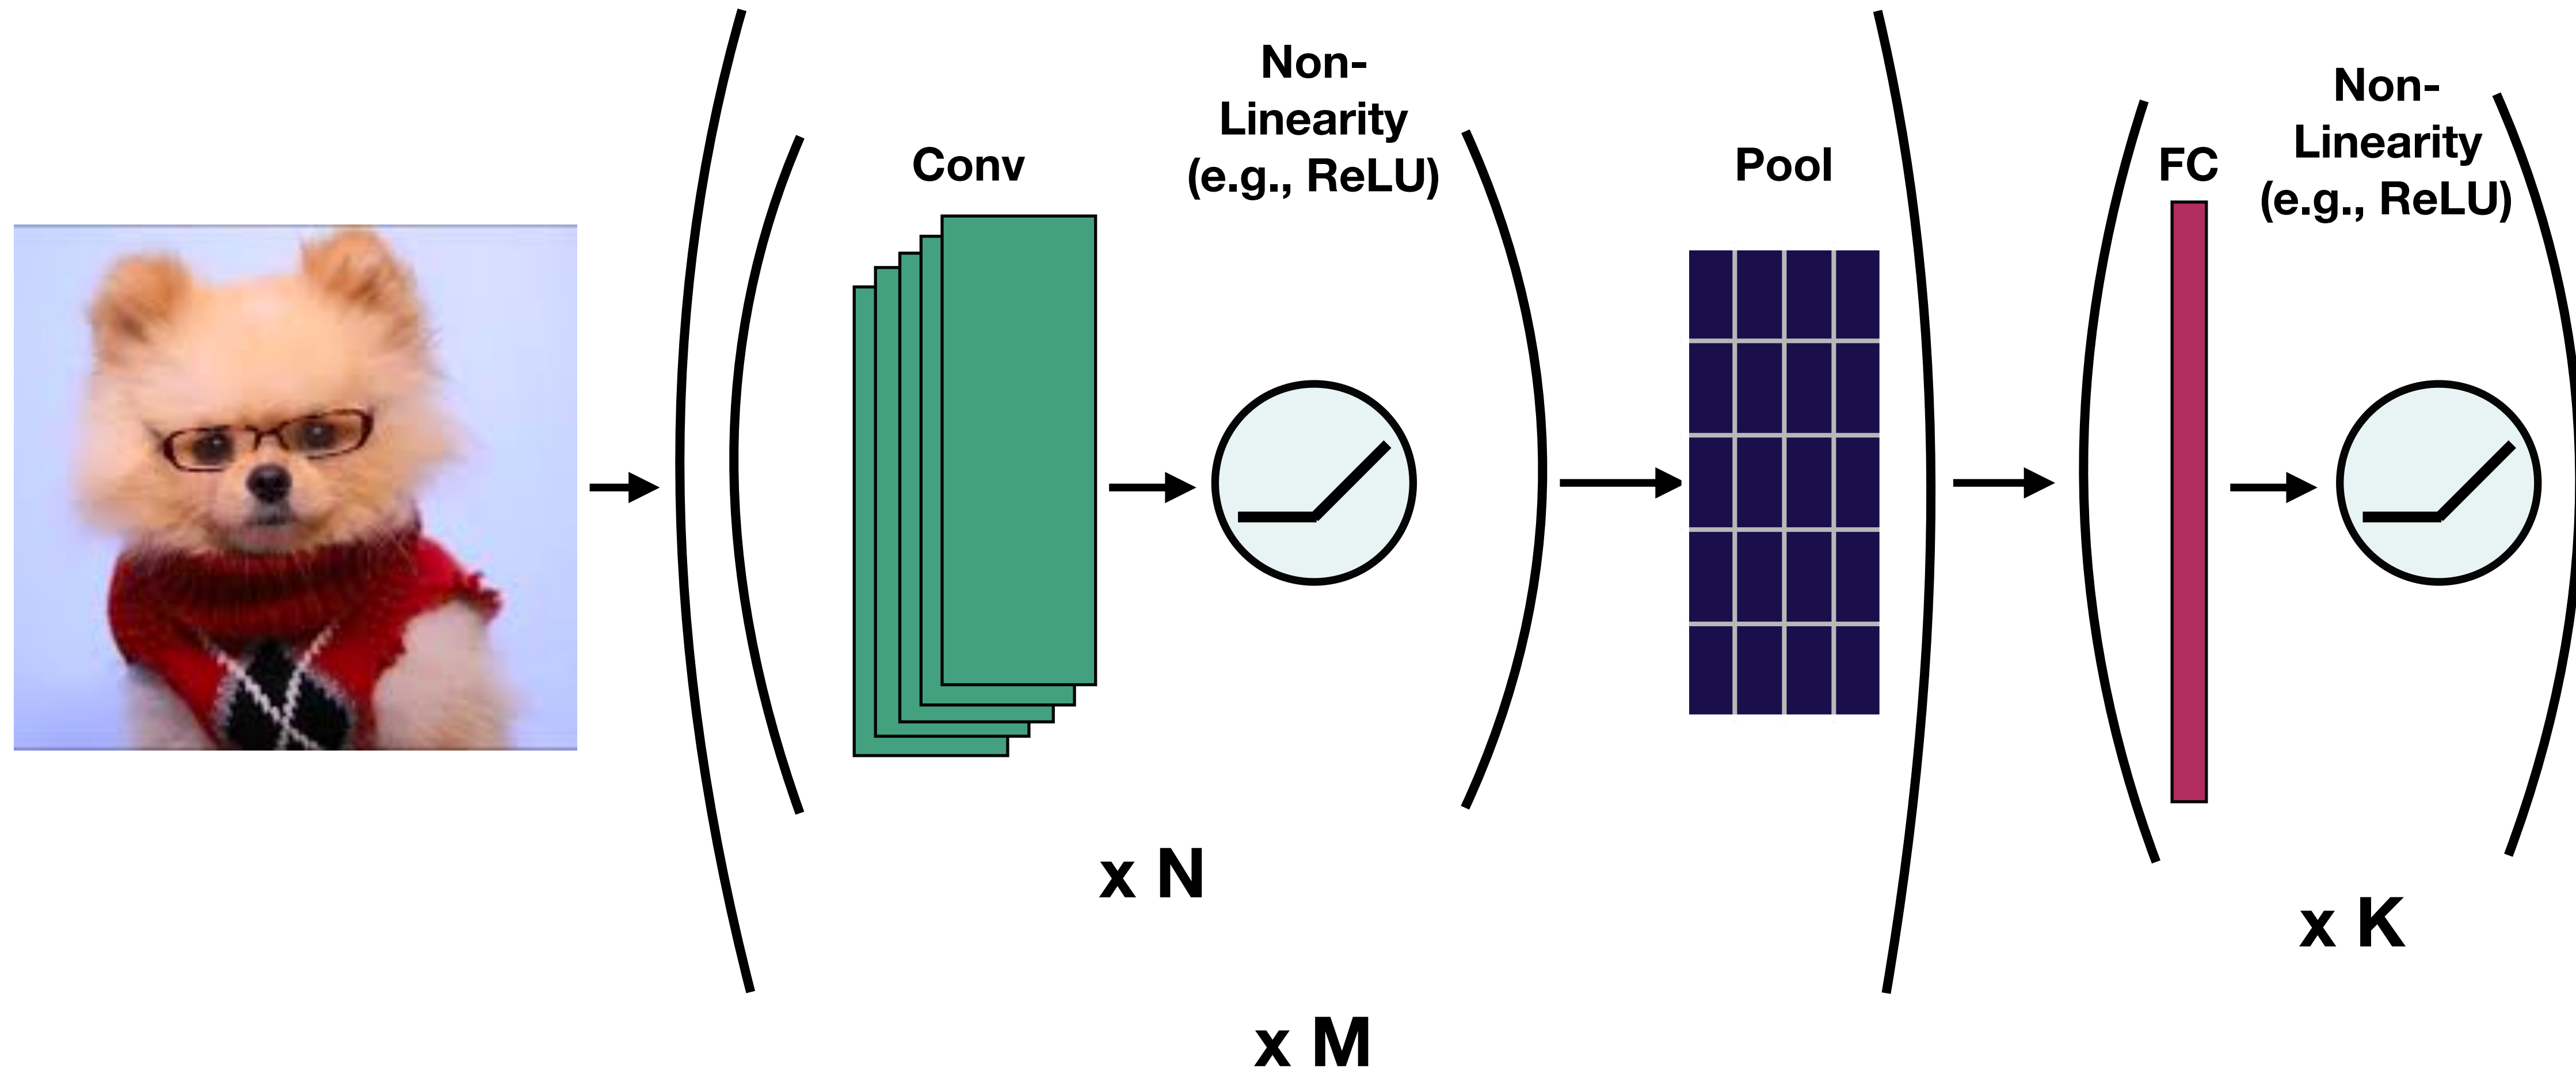 Conv
Non-
Linearity
(e.g., ReLU)
Pool
FC
Non-
Linearity
(e.g., ReLU)
x N
x M
x K